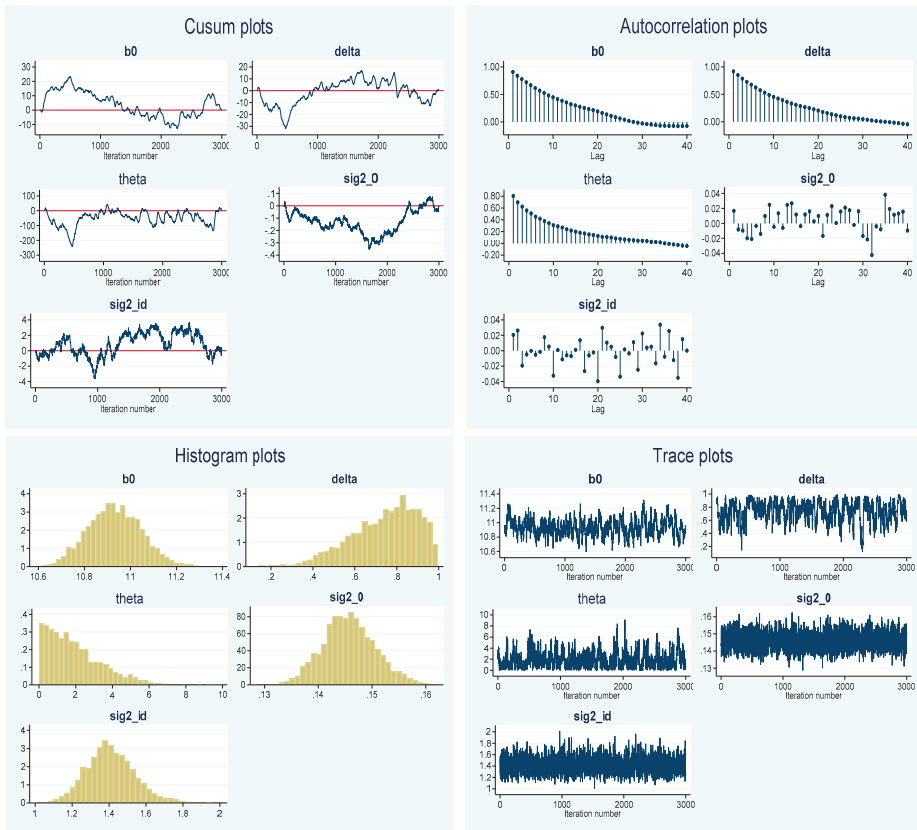 Cusum plots
b0
30
20
10
0
-10
0 1000 2000 3000
Iteration number
delta
20
10
0
-10
-20
-30
0 1000 2000 3000
Iteration number
theta
100
0
-100
-200
-300
0 1000 2000 3000
Iteration number
sig2_0
.1
0
-.1
-.2
-.3
-.4
0 1000 2000 3000
Iteration number
sig2_id
4
2
0
-2
-4
0 1000 2000 3000
Iteration number
Autocorrelation plots
b0
1.00
0.50
0.00
0 10 20 30 40
Lag
delta
1.00
0.50
0.00
0 10 20 30 40
Lag
theta
0.80
0.60
0.40
0.20
0.00
-0.20
0 10 20 30 40
Lag
sig2_0
0.04
0.02
0.00
-0.02
-0.04
0 10 20 30 40
Lag
sig2_id
0.04
0.02
0.00
-0.02
-0.04
0 10 20 30 40
Lag
Histogram plots
b0
4
3
2
1
0
10.6 10.8 11 11.2 11.4
delta
3
2
1
0
.2 .4 .6 .8 1
theta
.4
.3
.2
.1
0
0 2 4 6 8 10
sig2_0
80
60
40
20
0
.13 .14 .15 .16
sig2_id
4
3
2
1
0
1 1.2 1.4 1.6 1.8 2
Trace plots
b0
11.4
11.2
11
10.8
10.6
0 1000 2000 3000
Iteration number
delta
1
.8
.6
.4
.2
0 1000 2000 3000
Iteration number
theta
10
8
6
4
2
0
0 1000 2000 3000
Iteration number
sig2_0
.16
.15
.14
.13
0 1000 2000 3000
Iteration number
sig2_id
2
1.8
1.6
1.4
1.2
1
0 1000 2000 3000
Iteration number